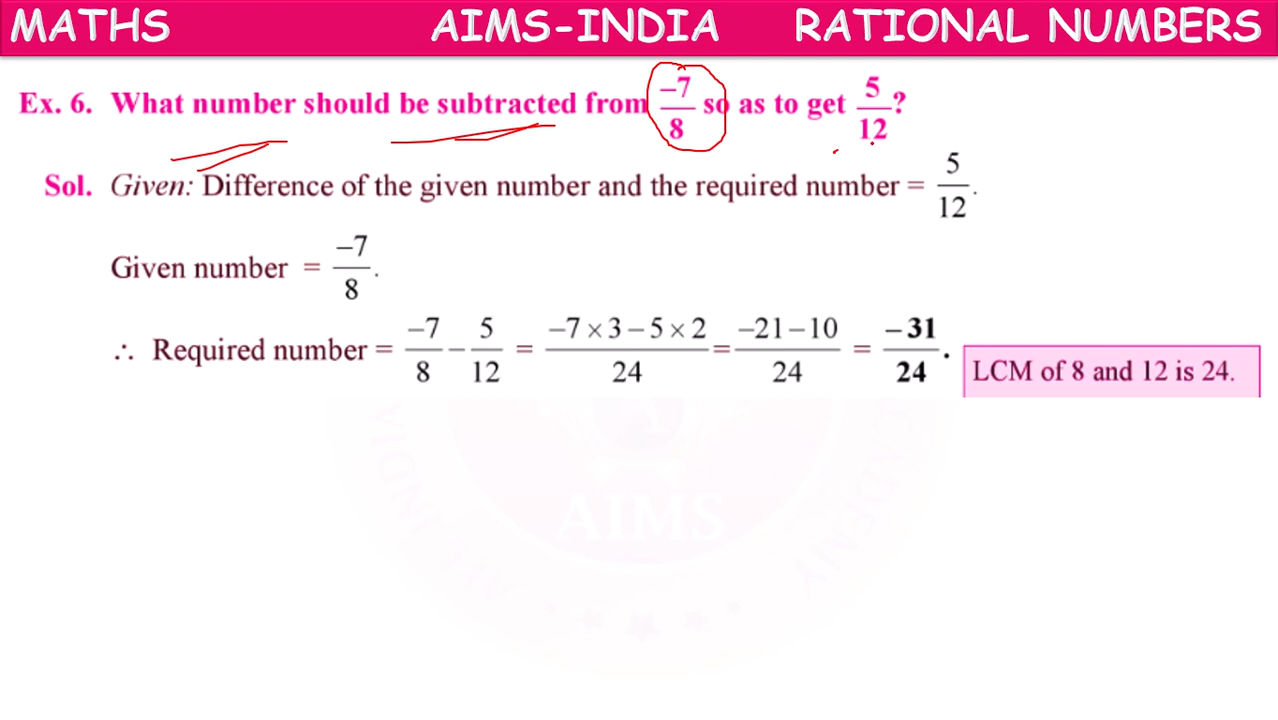 MATHS AIMS-INDIA RATIONAL NUMBERS
Ex. 6. What number should be subtracted from –7/8 so as to get 5/12?
Sol. Given: Difference of the given number and the required number = 5/12.
Given number = –7/8.
∴ Required number = –7/8 – 5/12 = –7 × 3 – 5 × 2/24 = –21 – 10/24 = –31/24.
LCM of 8 and 12 is 24.
AIMS